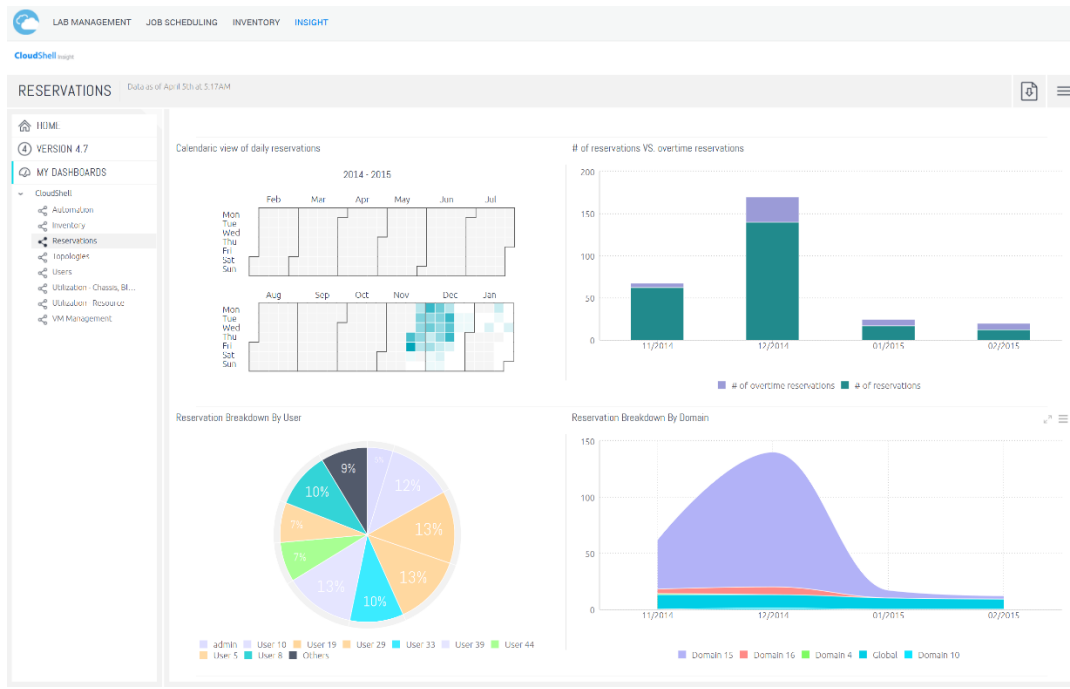 LAB MANAGEMENT JOB SCHEDULING INVENTORY INSIGHT
CloudShell Insight
RESERVATIONS Data as of April 5th at 5.17AM
HOME
4 VERSION 4.7
MY DASHBOARDS
CloudShell
Automation
Inventory
Reservations
Topologies
Users
Utilization - Chassis, Bl...
Utilization - Resource
VM Management
Calendaric view of daily reservations
2014 - 2015
Feb Mar Apr May Jun Jul
Mon
Tue
Wed
Thu
Fri
Sat
Sun
Aug Sep Oct Nov Dec Jan
Mon
Tue
Wed
Thu
Fri
Sat
Sun
# of reservations VS. overtime reservations
200
150
100
50
0
11/2014 12/2014 01/2015 02/2015
# of overtime reservations # of reservations
Reservation Breakdown By User
12%
13%
13%
10%
13%
7%
7%
10%
9%
admin User 10 User 19 User 29 User 33 User 39 User 44
User 5 User 8 Others
Reservation Breakdown By Domain
150
100
50
0
11/2014 12/2014 01/2015 02/2015
Domain 15 Domain 16 Domain 4 Global Domain 10